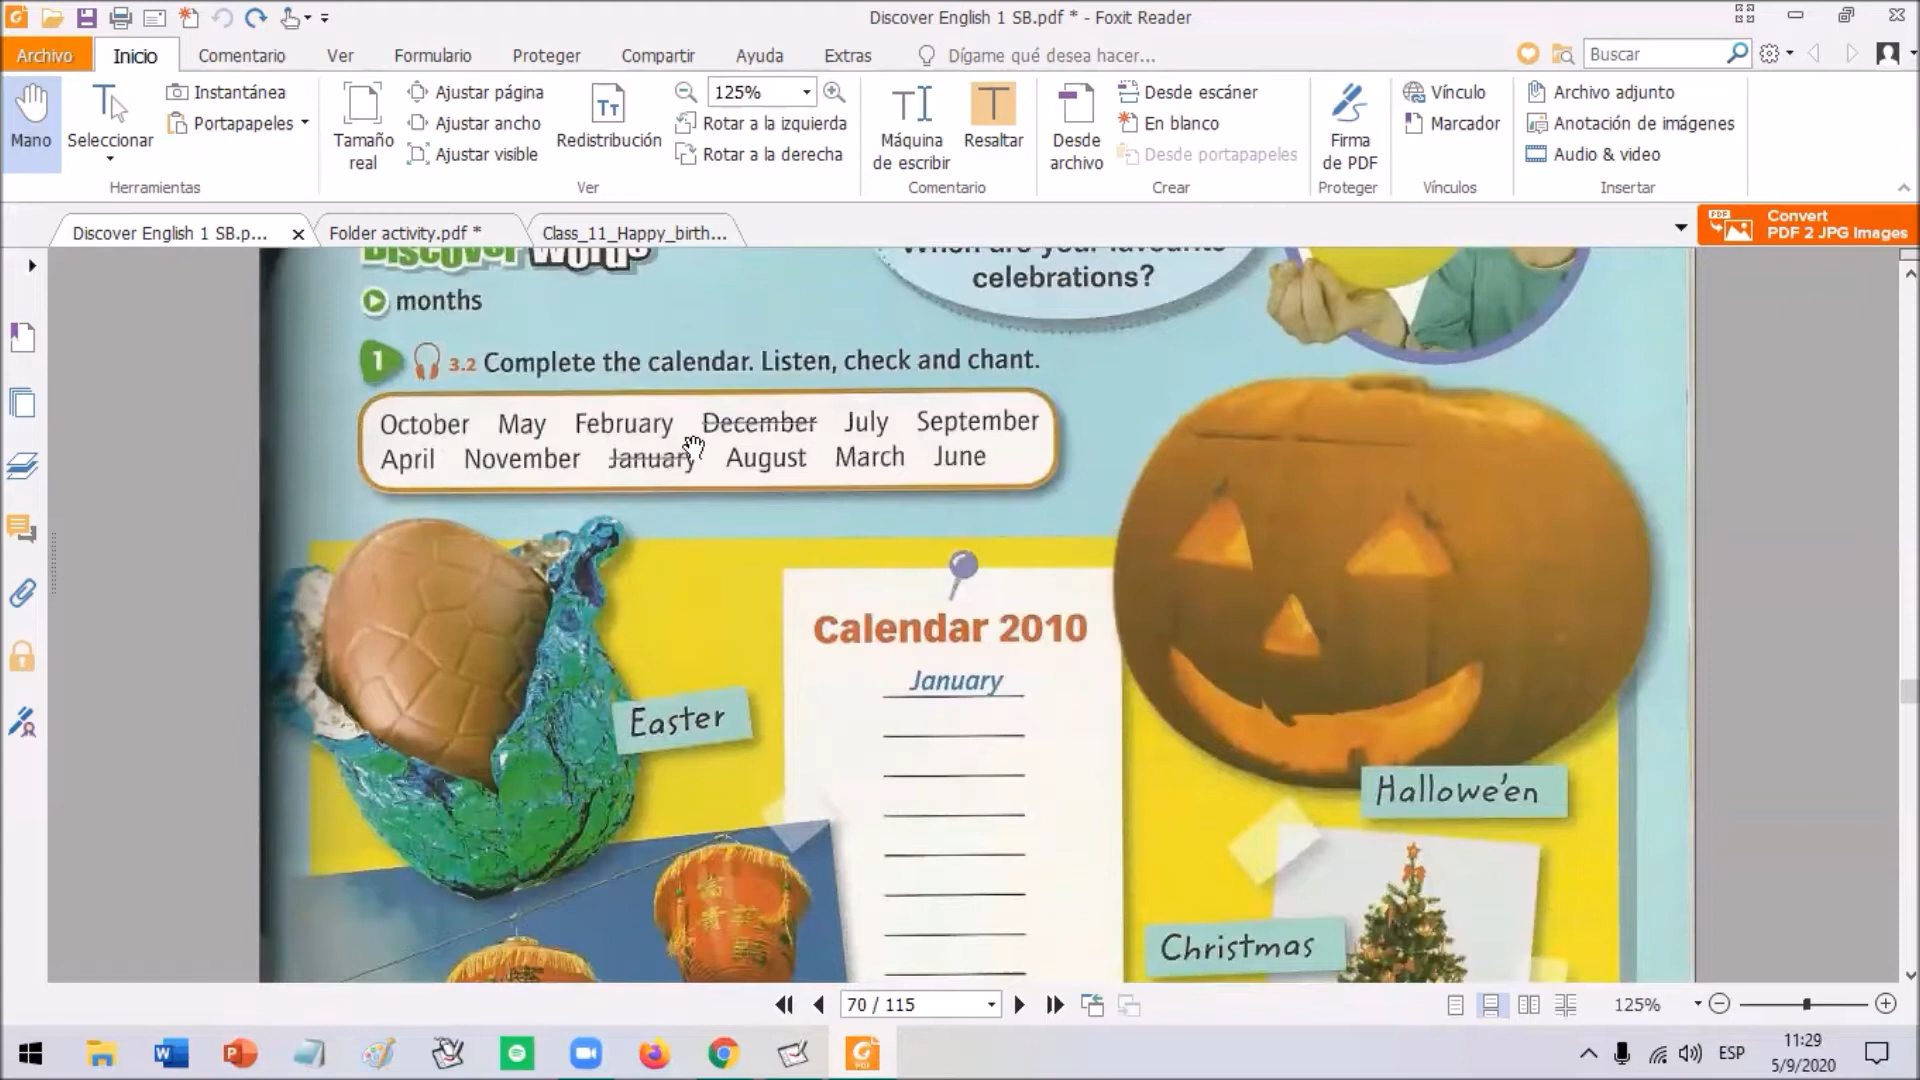 Discover English 1 SB.pdf * - Foxit Reader
Archivo Inicio Comentario Ver Formulario Proteger Compartir Ayuda Extras Dígame qué desea hacer... Buscar
Mano
Seleccionar
Instantánea
Portapapeles
Herramientas
Tamaño
real
Ajustar página
Ajustar ancho
Ajustar visible
Redistribución
125%
Rotar a la izquierda
Rotar a la derecha
Ver
Máquina
de escribir
Resaltar
Comentario
Desde
archivo
Desde escáner
En blanco
Desde portapapeles
Crear
Firma
de PDF
Proteger
Vínculo
Marcador
Vínculos
Archivo adjunto
Anotación de imágenes
Audio & video
Insertar
Discover English 1 SB.p... Folder activity.pdf * Class_11_Happy_birth...
Convert
PDF 2 JPG Images
Discover Words
When are your favourite
celebrations?
months
1 3.2 Complete the calendar. Listen, check and chant.
October May February December July September
April November January August March June
Calendar 2010
January
Easter
Hallowe'en
Christmas
70 / 115
125%
ESP
11:29
5/9/2020